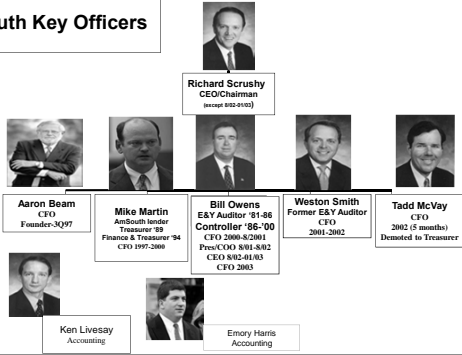 uth Key Officers
Richard Scrushy
CEO/Chairman
(except 8/02-01/03)
Aaron Beam
CFO
Founder-3Q97
Mike Martin
AmSouth lender
Treasurer '89
Finance & Treasurer '94
CFO 1997-2000
Bill Owens
E&Y Auditor '81-86
Controller '86-'00
CFO 2000-8/2001
Pres/COO 8/01-8/02
CEO 8/02-01/03
CFO 2003
Weston Smith
Former E&Y Auditor
CFO
2001-2002
Tadd McVay
CFO
2002 (5 months)
Demoted to Treasurer
Ken Livesay
Accounting
Emory Harris
Accounting